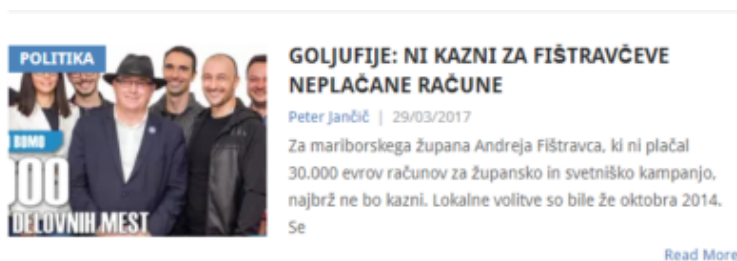 POLITIKA
BOMO
000
DELOVNIH MEST
GOLJUFIJE: NI KAZNI ZA FIŠTRAVČEVE
NEPLAČANE RAČUNE
Peter Jančič | 29/03/2017
Za mariborskega župana Andreja Fištravca, ki ni plačal
30.000 evrov računov za župansko in svetniško kampanjo,
najbrž ne bo kazni. Lokalne volitve so bile že oktobra 2014.
Se
Read More